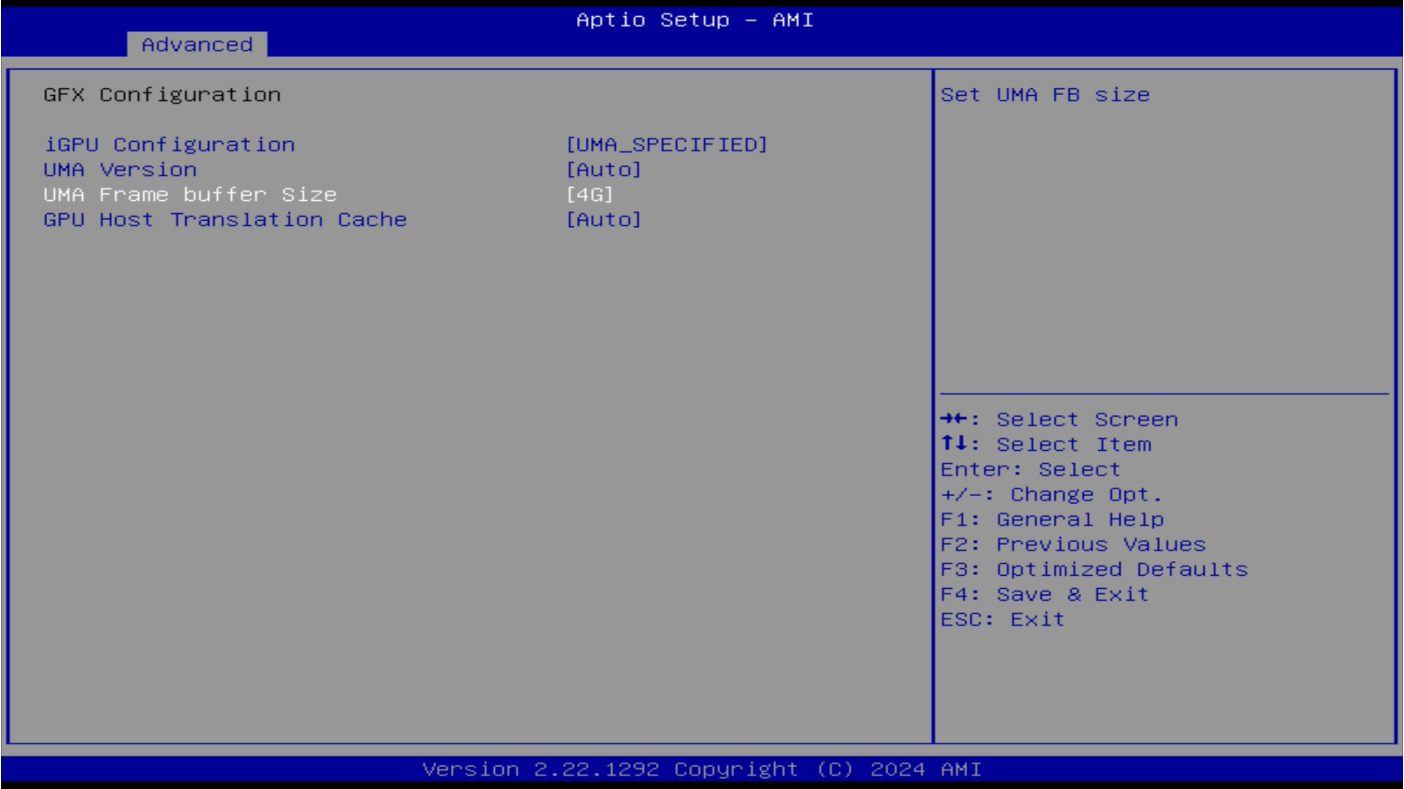 Aptio Setup - AMI
Advanced
GFX Configuration
iGPU Configuration [UMA_SPECIFIED]
UMA Version [Auto]
UMA Frame buffer Size [4G]
GPU Host Translation Cache [Auto]
Set UMA FB size
→←: Select Screen
↑↓: Select Item
Enter: Select
+/-: Change Opt.
F1: General Help
F2: Previous Values
F3: Optimized Defaults
F4: Save & Exit
ESC: Exit
Version 2.22.1292 Copyright (C) 2024 AMI